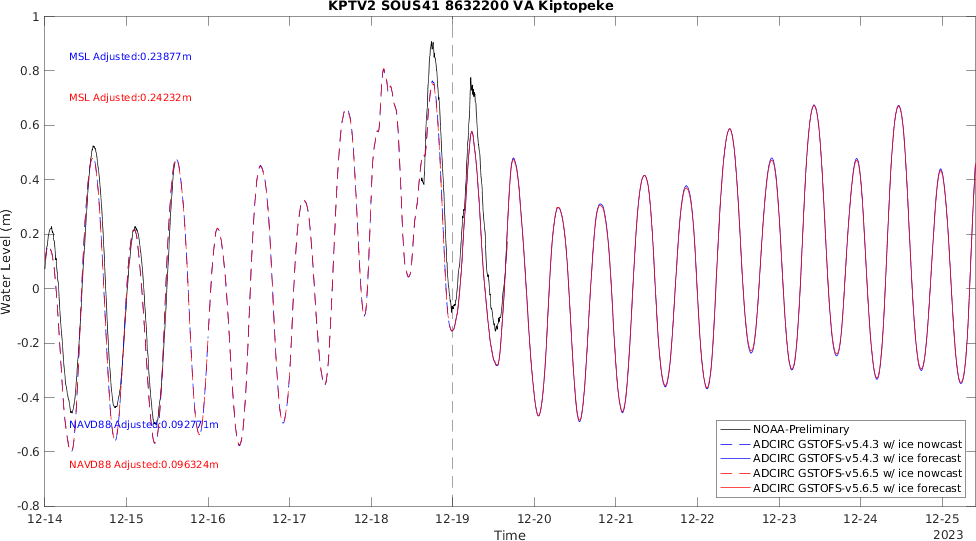 KPTV2 SOUS41 8632200 VA Kiptopeke
MSL Adjusted:0.23877m
MSL Adjusted:0.24232m
NAVD88 Adjusted:0.092771m
NAVD88 Adjusted:0.096324m
Water Level (m)
1
0.8
0.6
0.4
0.2
0
-0.2
-0.4
-0.6
-0.8
NOAA-Preliminary
ADCIRC GSTOFS-v5.4.3 w/ ice nowcast
ADCIRC GSTOFS-v5.4.3 w/ ice forecast
ADCIRC GSTOFS-v5.6.5 w/ ice nowcast
ADCIRC GSTOFS-v5.6.5 w/ ice forecast
12-14 12-15 12-16 12-17 12-18 12-19 12-20 12-21 12-22 12-23 12-24 12-25
Time
2023